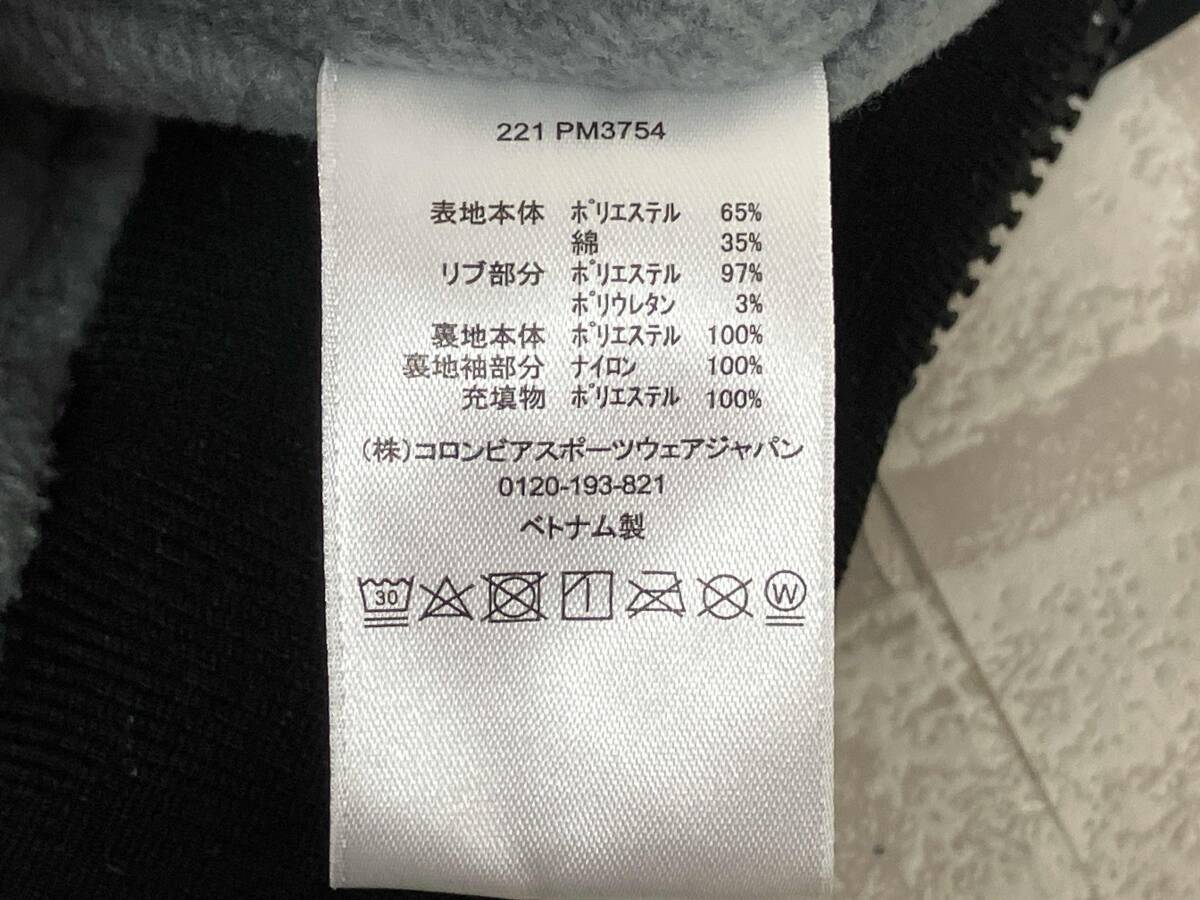 221 PM3754
表地本体 ポリエステル 65%
綿 35%
リブ部分 ポリエステル 97%
ポリウレタン 3%
裏地本体 ポリエステル 100%
裏地袖部分 ナイロン 100%
充填物 ポリエステル 100%
(株)コロンビアスポーツウェアジャパン
0120-193-821
ベトナム製
30 W